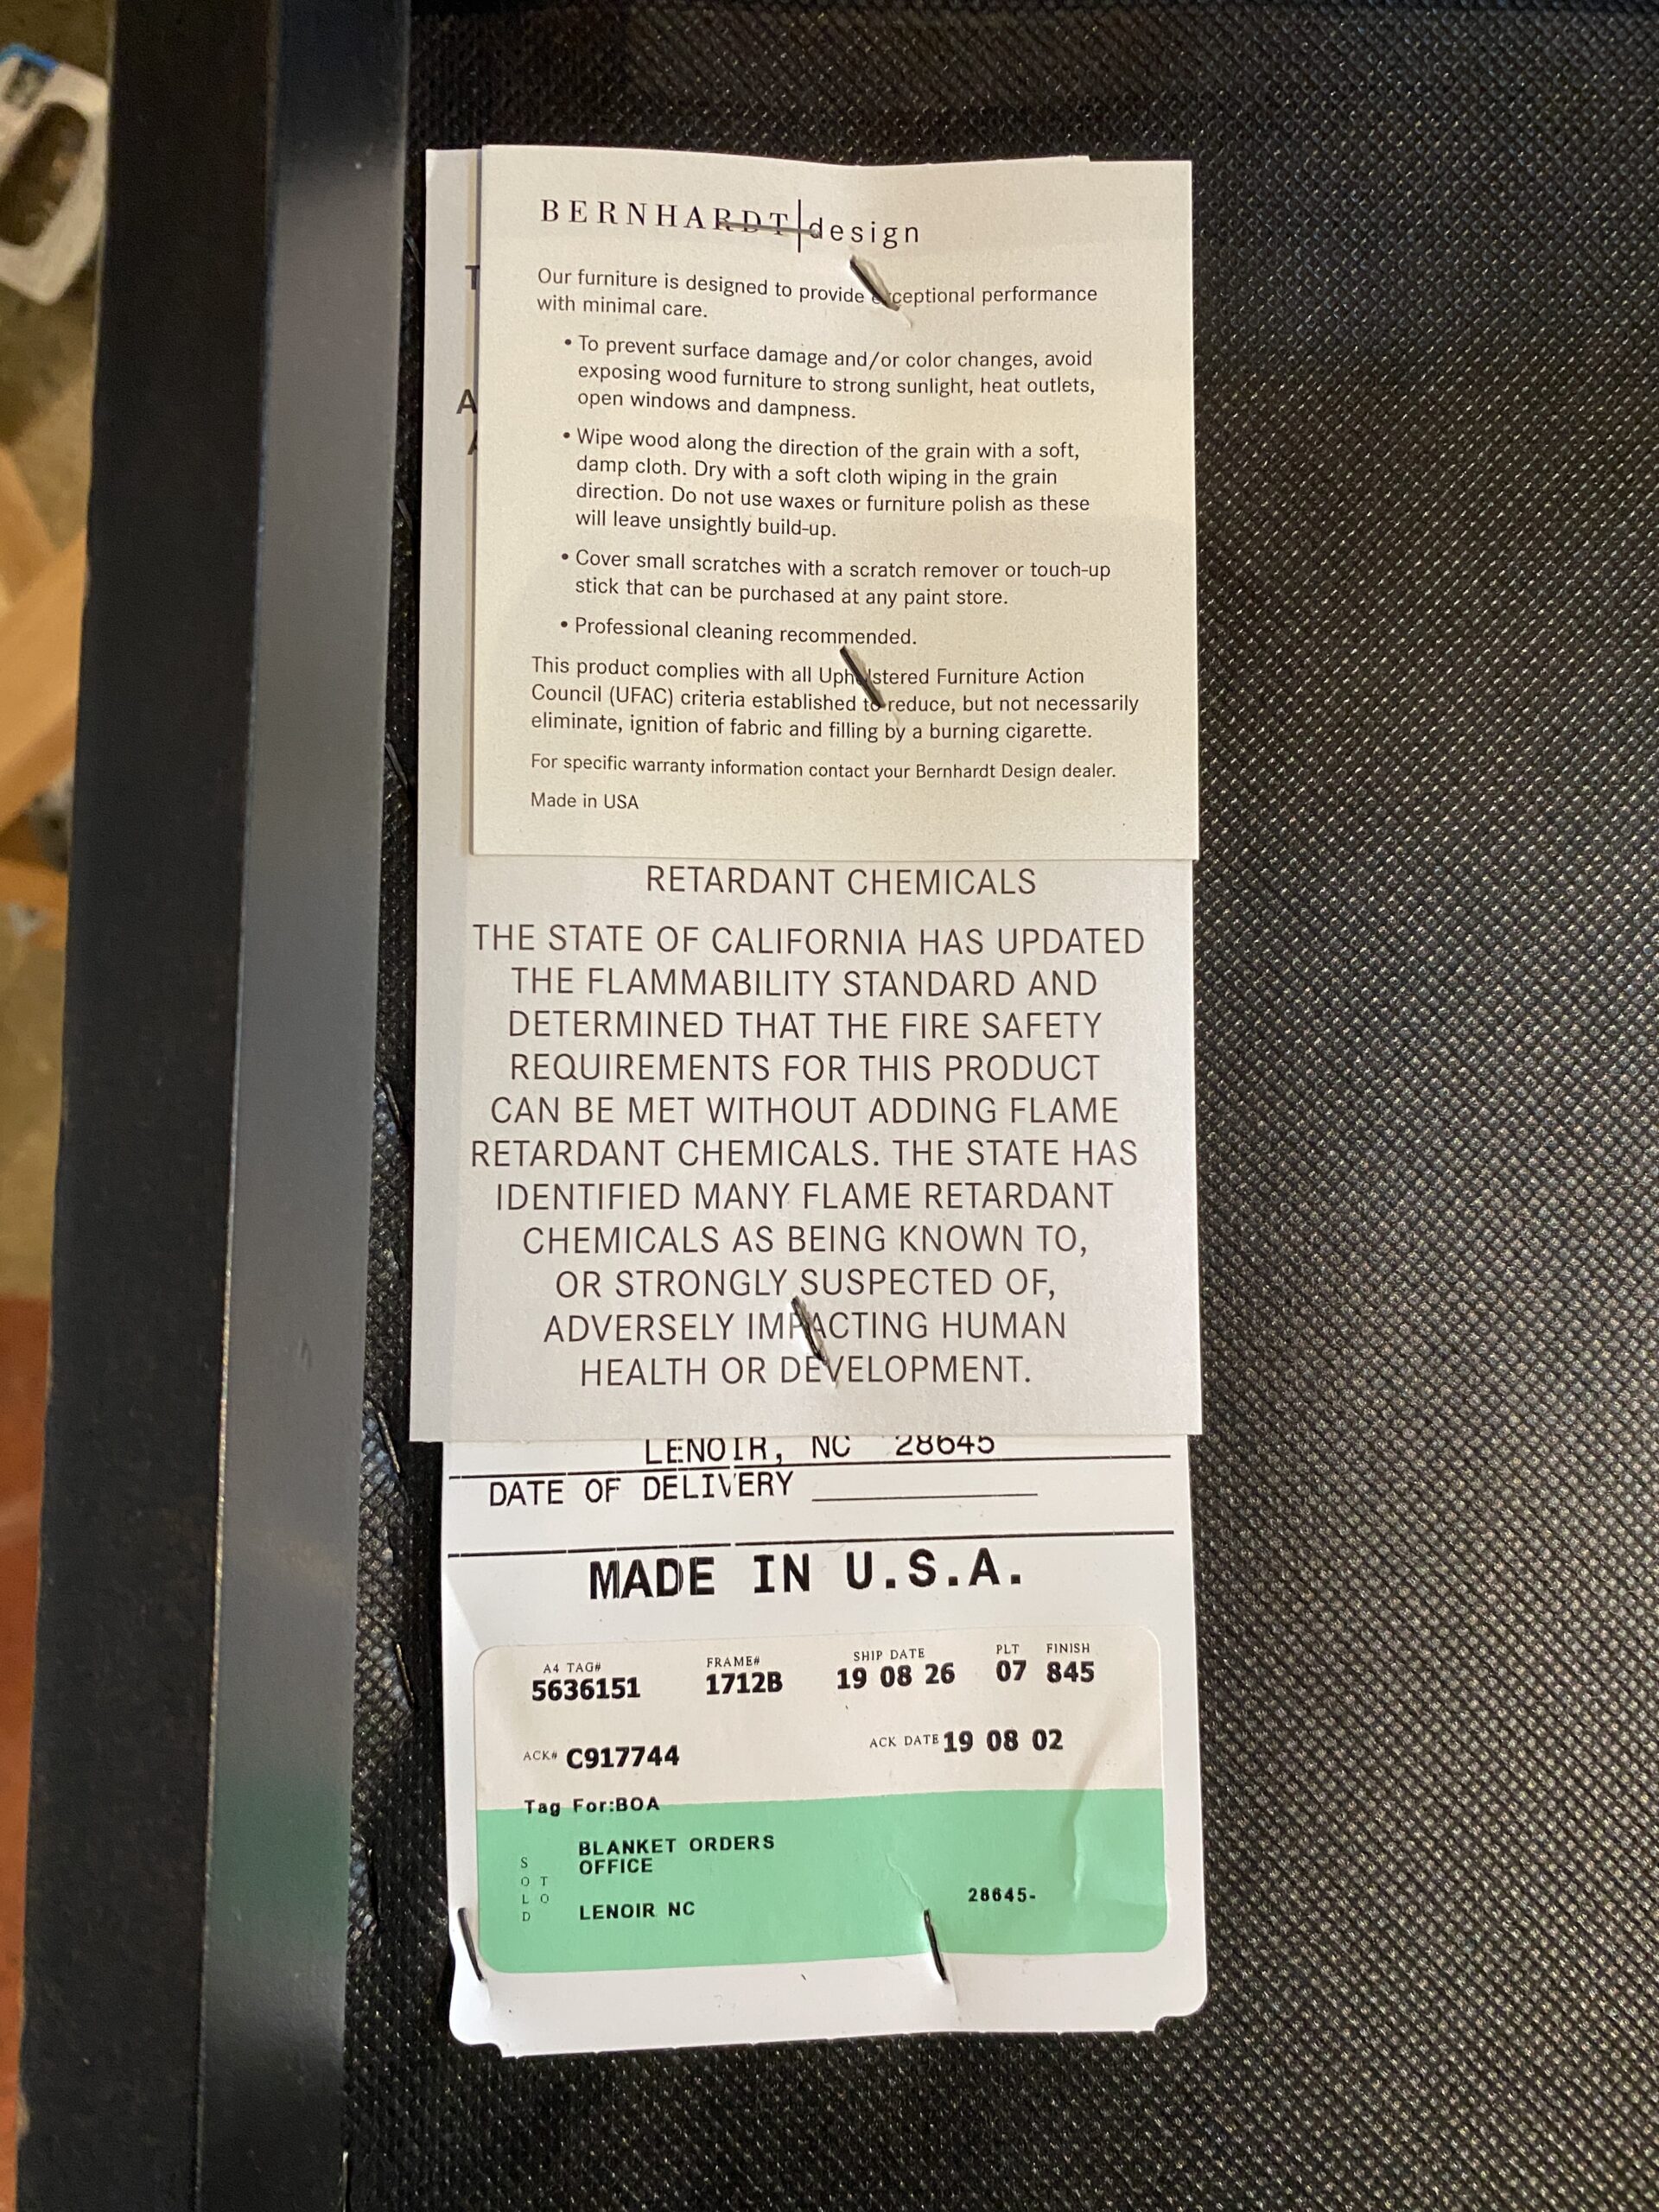 BERNHARDT design
Our furniture is designed to provide exceptional performance
with minimal care.
• To prevent surface damage and/or color changes, avoid
exposing wood furniture to strong sunlight, heat outlets,
open windows and dampness.
• Wipe wood along the direction of the grain with a soft,
damp cloth. Dry with a soft cloth wiping in the grain
direction. Do not use waxes or furniture polish as these
will leave unsightly build-up.
• Cover small scratches with a scratch remover or touch-up
stick that can be purchased at any paint store.
• Professional cleaning recommended.
This product complies with all Upholstered Furniture Action
Council (UFAC) criteria established to reduce, but not necessarily
eliminate, ignition of fabric and filling by a burning cigarette.
For specific warranty information contact your Bernhardt Design dealer.
Made in USA
RETARDANT CHEMICALS
THE STATE OF CALIFORNIA HAS UPDATED
THE FLAMMABILITY STANDARD AND
DETERMINED THAT THE FIRE SAFETY
REQUIREMENTS FOR THIS PRODUCT
CAN BE MET WITHOUT ADDING FLAME
RETARDANT CHEMICALS. THE STATE HAS
IDENTIFIED MANY FLAME RETARDANT
CHEMICALS AS BEING KNOWN TO,
OR STRONGLY SUSPECTED OF,
ADVERSELY IMPACTING HUMAN
HEALTH OR DEVELOPMENT.
LENOIR, NC 28645
DATE OF DELIVERY
MADE IN U.S.A.
A4 TAG# FRAME# SHIP DATE PLT FINISH
5636151 1712B 19 08 26 07 845
ACK# C917744 ACK DATE 19 08 02
Tag For:BOA
SOLD TO
BLANKET ORDERS
OFFICE
LENOIR NC 28645-